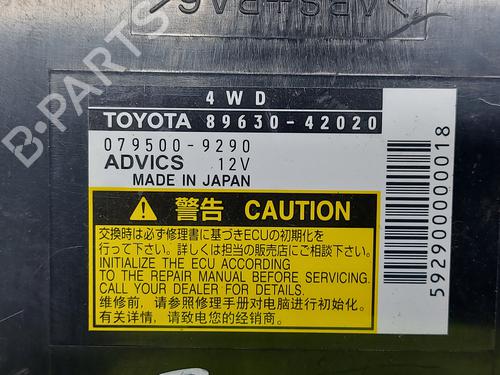 >ABS+PA6<
4WD
TOYOTA 89630-42020
079500-9290
ADVICS 12V
MADE IN JAPAN
警告 CAUTION
交換時は必ず修理書に基づきECUの初期化を
行って下さい。詳しくは担当の販売店にご相談下さい。
INITIALIZE THE ECU ACCORDING
TO THE REPAIR MANUAL BEFORE SERVICING.
CALL YOUR DEALER FOR DETAILS.
维修前，请参照修理手册对电脑进行初始化。
有关详情，请致电您的经销商。
5929000000018
B-PARTS